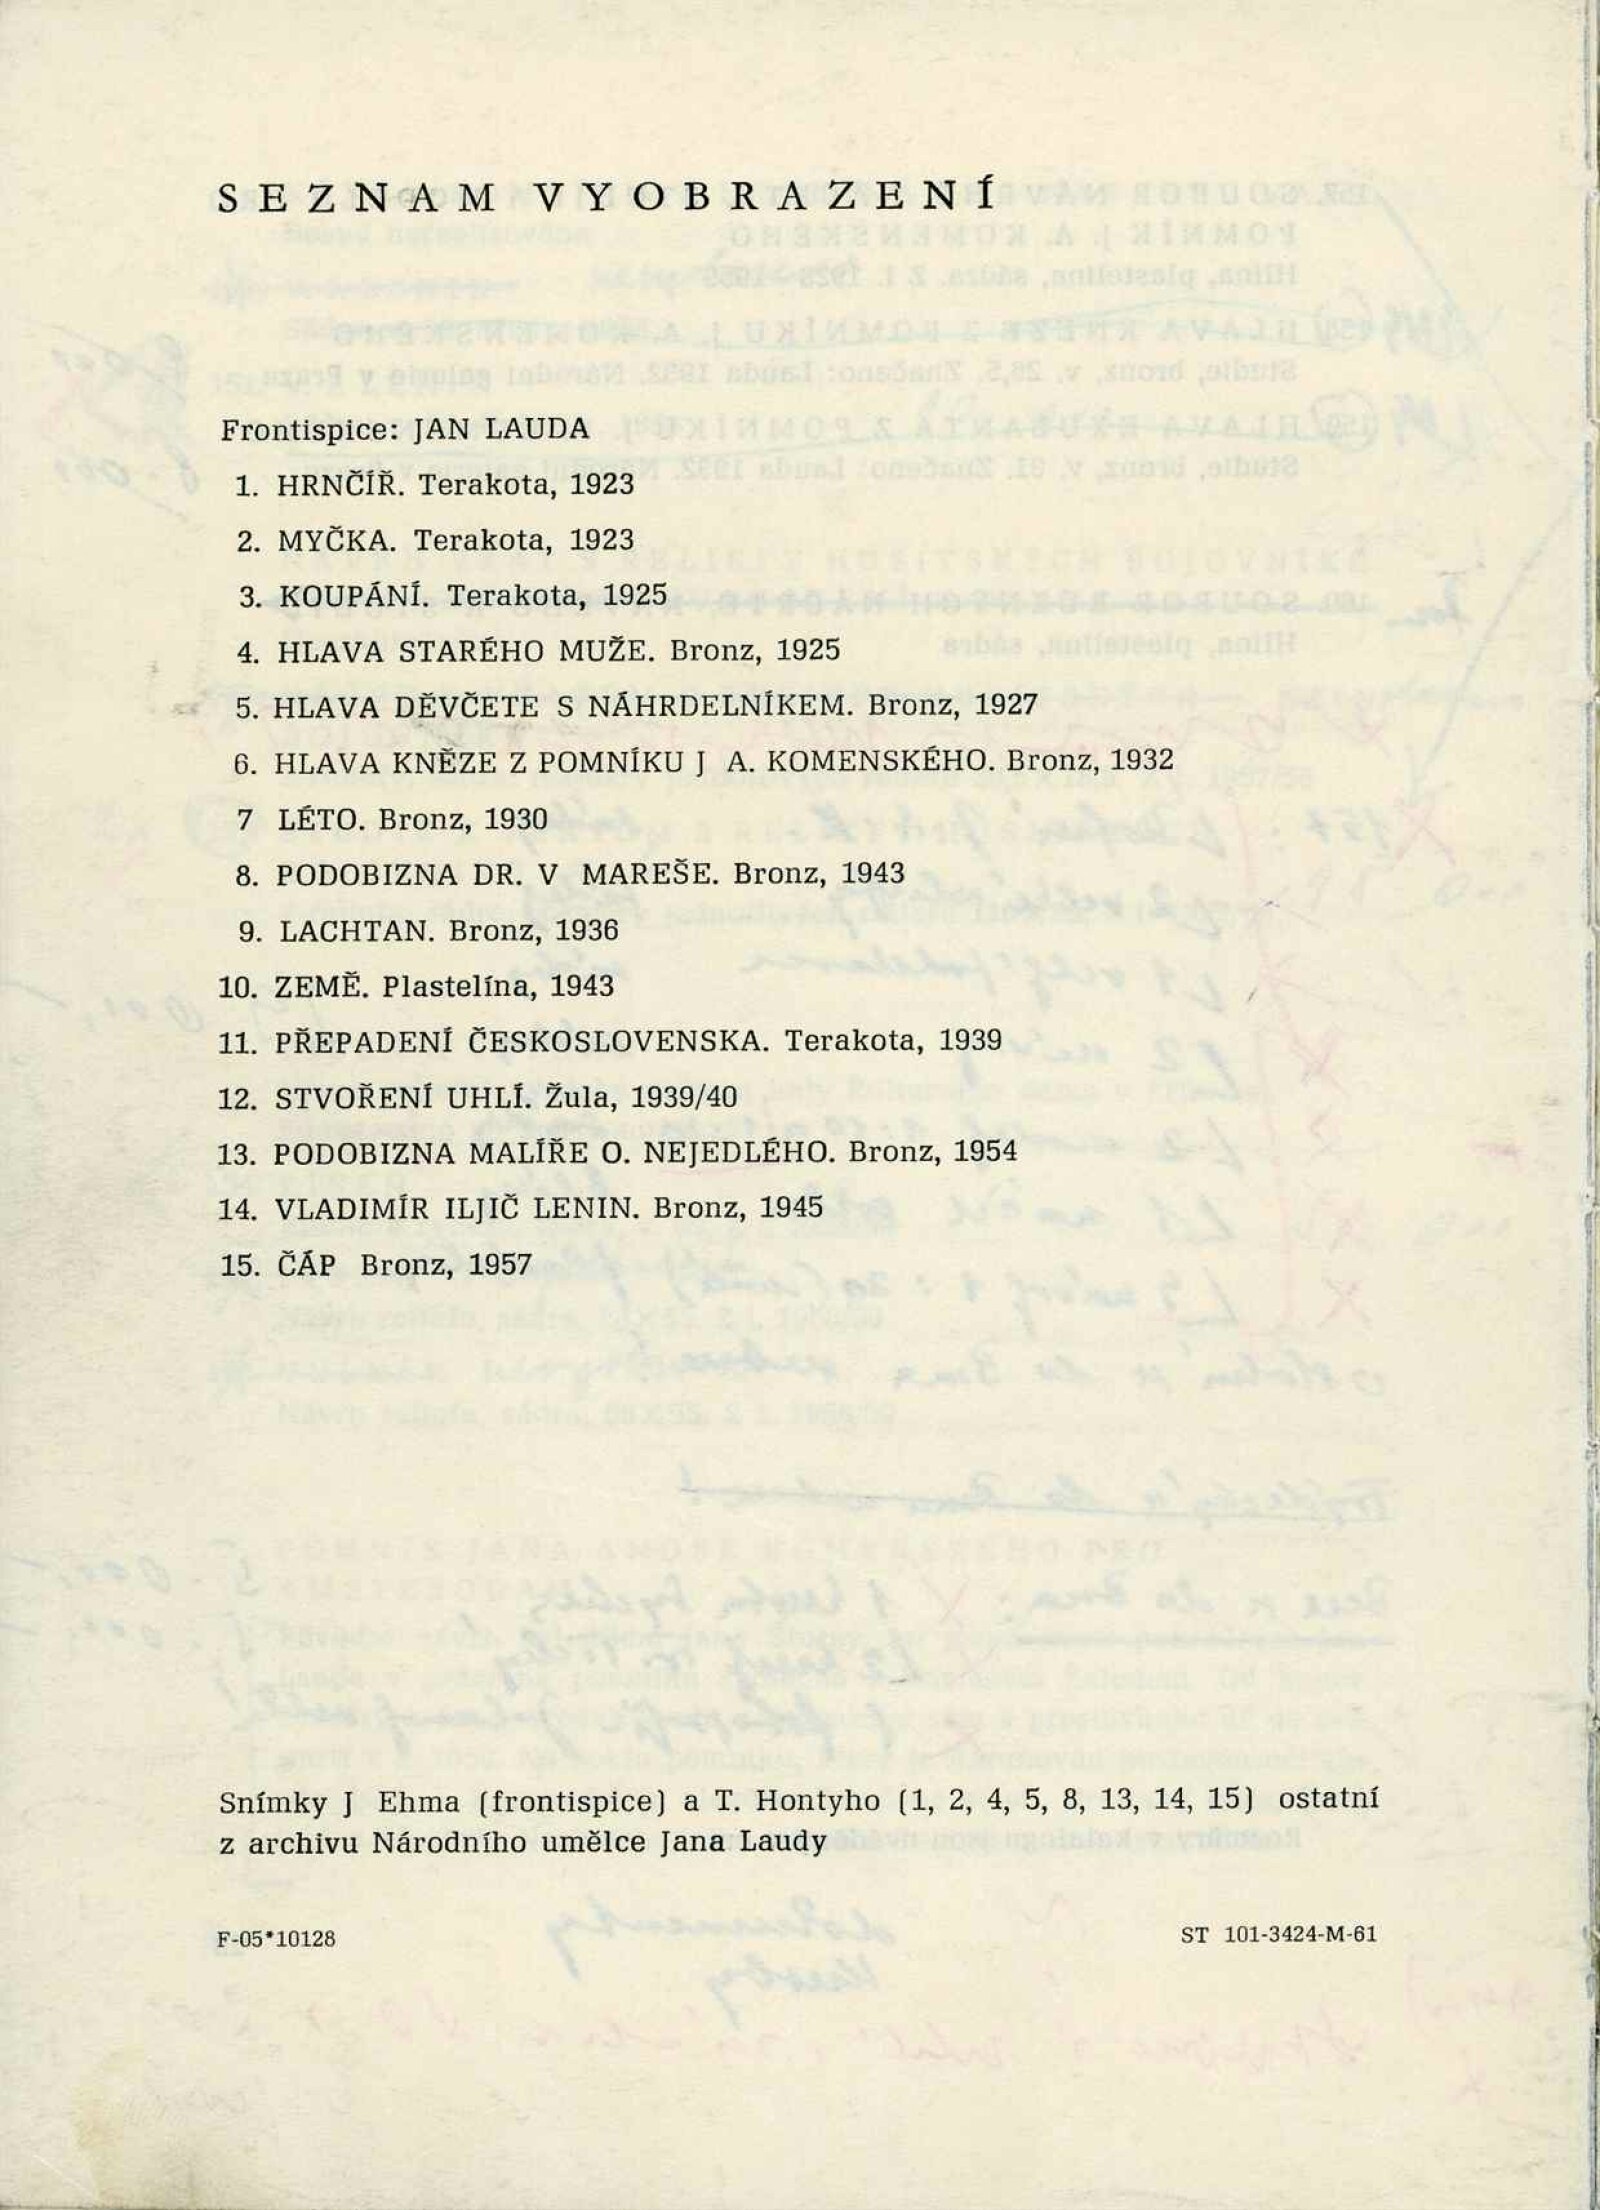 SEZNAM VYOBRAZENÍ
Frontispice: JAN LAUDA
1. HRNČÍŘ. Terakota, 1923
2. MYČKA. Terakota, 1923
3. KOUPÁNÍ. Terakota, 1925
4. HLAVA STARÉHO MUŽE. Bronz, 1925
5. HLAVA DĚVČETE S NÁHRDELNÍKEM. Bronz, 1927
6. HLAVA KNĚZE Z POMNÍKU J A. KOMENSKÉHO. Bronz, 1932
7 LÉTO. Bronz, 1930
8. PODOBIZNA DR. V MAREŠE. Bronz, 1943
9. LACHTAN. Bronz, 1936
10. ZEMĚ. Plastelína, 1943
11. PŘEPADENÍ ČESKOSLOVENSKA. Terakota, 1939
12. STVOŘENÍ UHLÍ. Žula, 1939/40
13. PODOBIZNA MALÍŘE O. NEJEDLÉHO. Bronz, 1954
14. VLADIMÍR ILJIČ LENIN. Bronz, 1945
15. ČÁP Bronz, 1957
Snímky J Ehma (frontispice) a T. Hontyho (1, 2, 4, 5, 8, 13, 14, 15) ostatní
z archivu Národního umělce Jana Laudy
F-05*10128
ST 101-3424-M-61